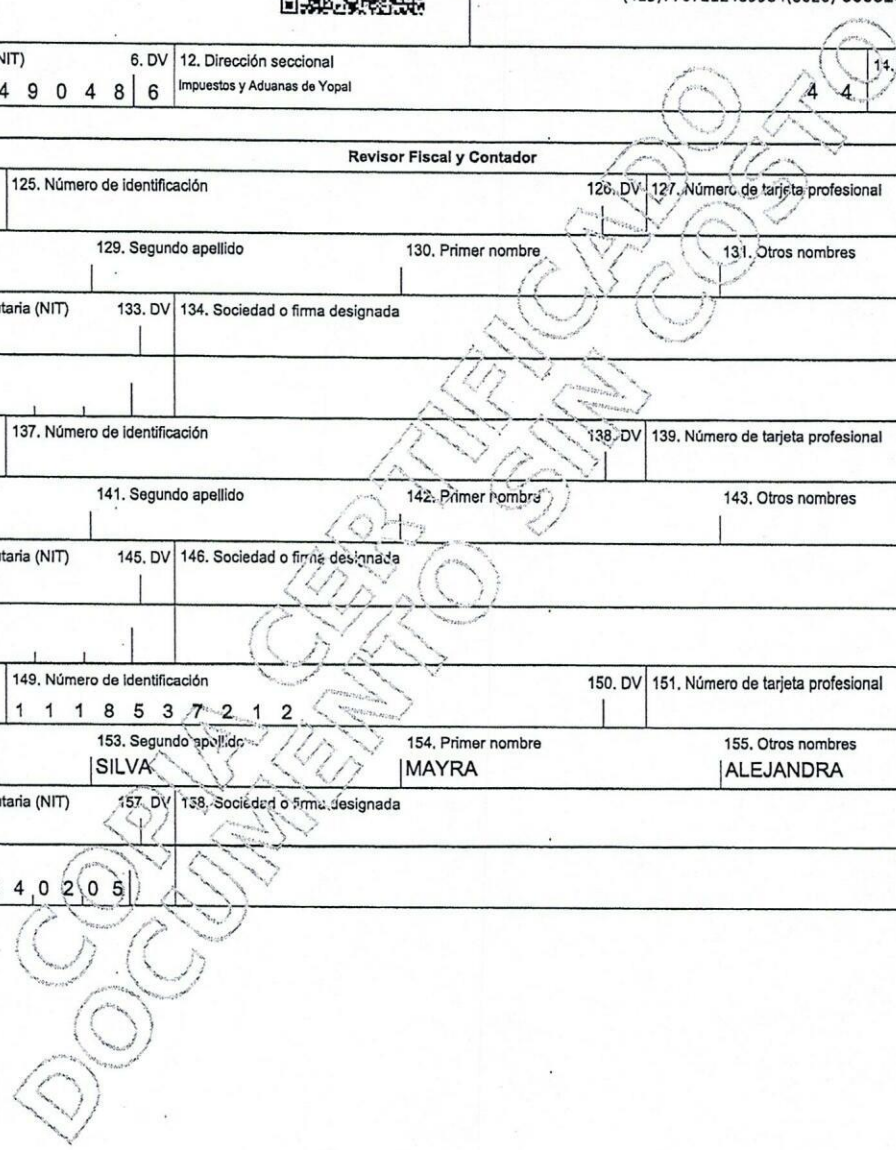 NIT) 6. DV 12. Dirección seccional 14.
4 9 0 4 8 6 Impuestos y Aduanas de Yopal 4 4
Revisor Fiscal y Contador
125. Número de identificación 126. DV 127. Número de tarjeta profesional
129. Segundo apellido 130. Primer nombre 131. Otros nombres
taria (NIT) 133. DV 134. Sociedad o firma designada
137. Número de identificación 138. DV 139. Número de tarjeta profesional
141. Segundo apellido 142. Primer nombre 143. Otros nombres
taria (NIT) 145. DV 146. Sociedad o firma designada
149. Número de identificación 150. DV 151. Número de tarjeta profesional
1 1 1 8 5 3 7 2 1 2
153. Segundo apellido 154. Primer nombre 155. Otros nombres
SILVA MAYRA ALEJANDRA
taria (NIT) 157. DV 158. Sociedad o firma designada
4 0 2 0 5
COPIA CERTIFICADO
DOCUMENTO SIN COSTO